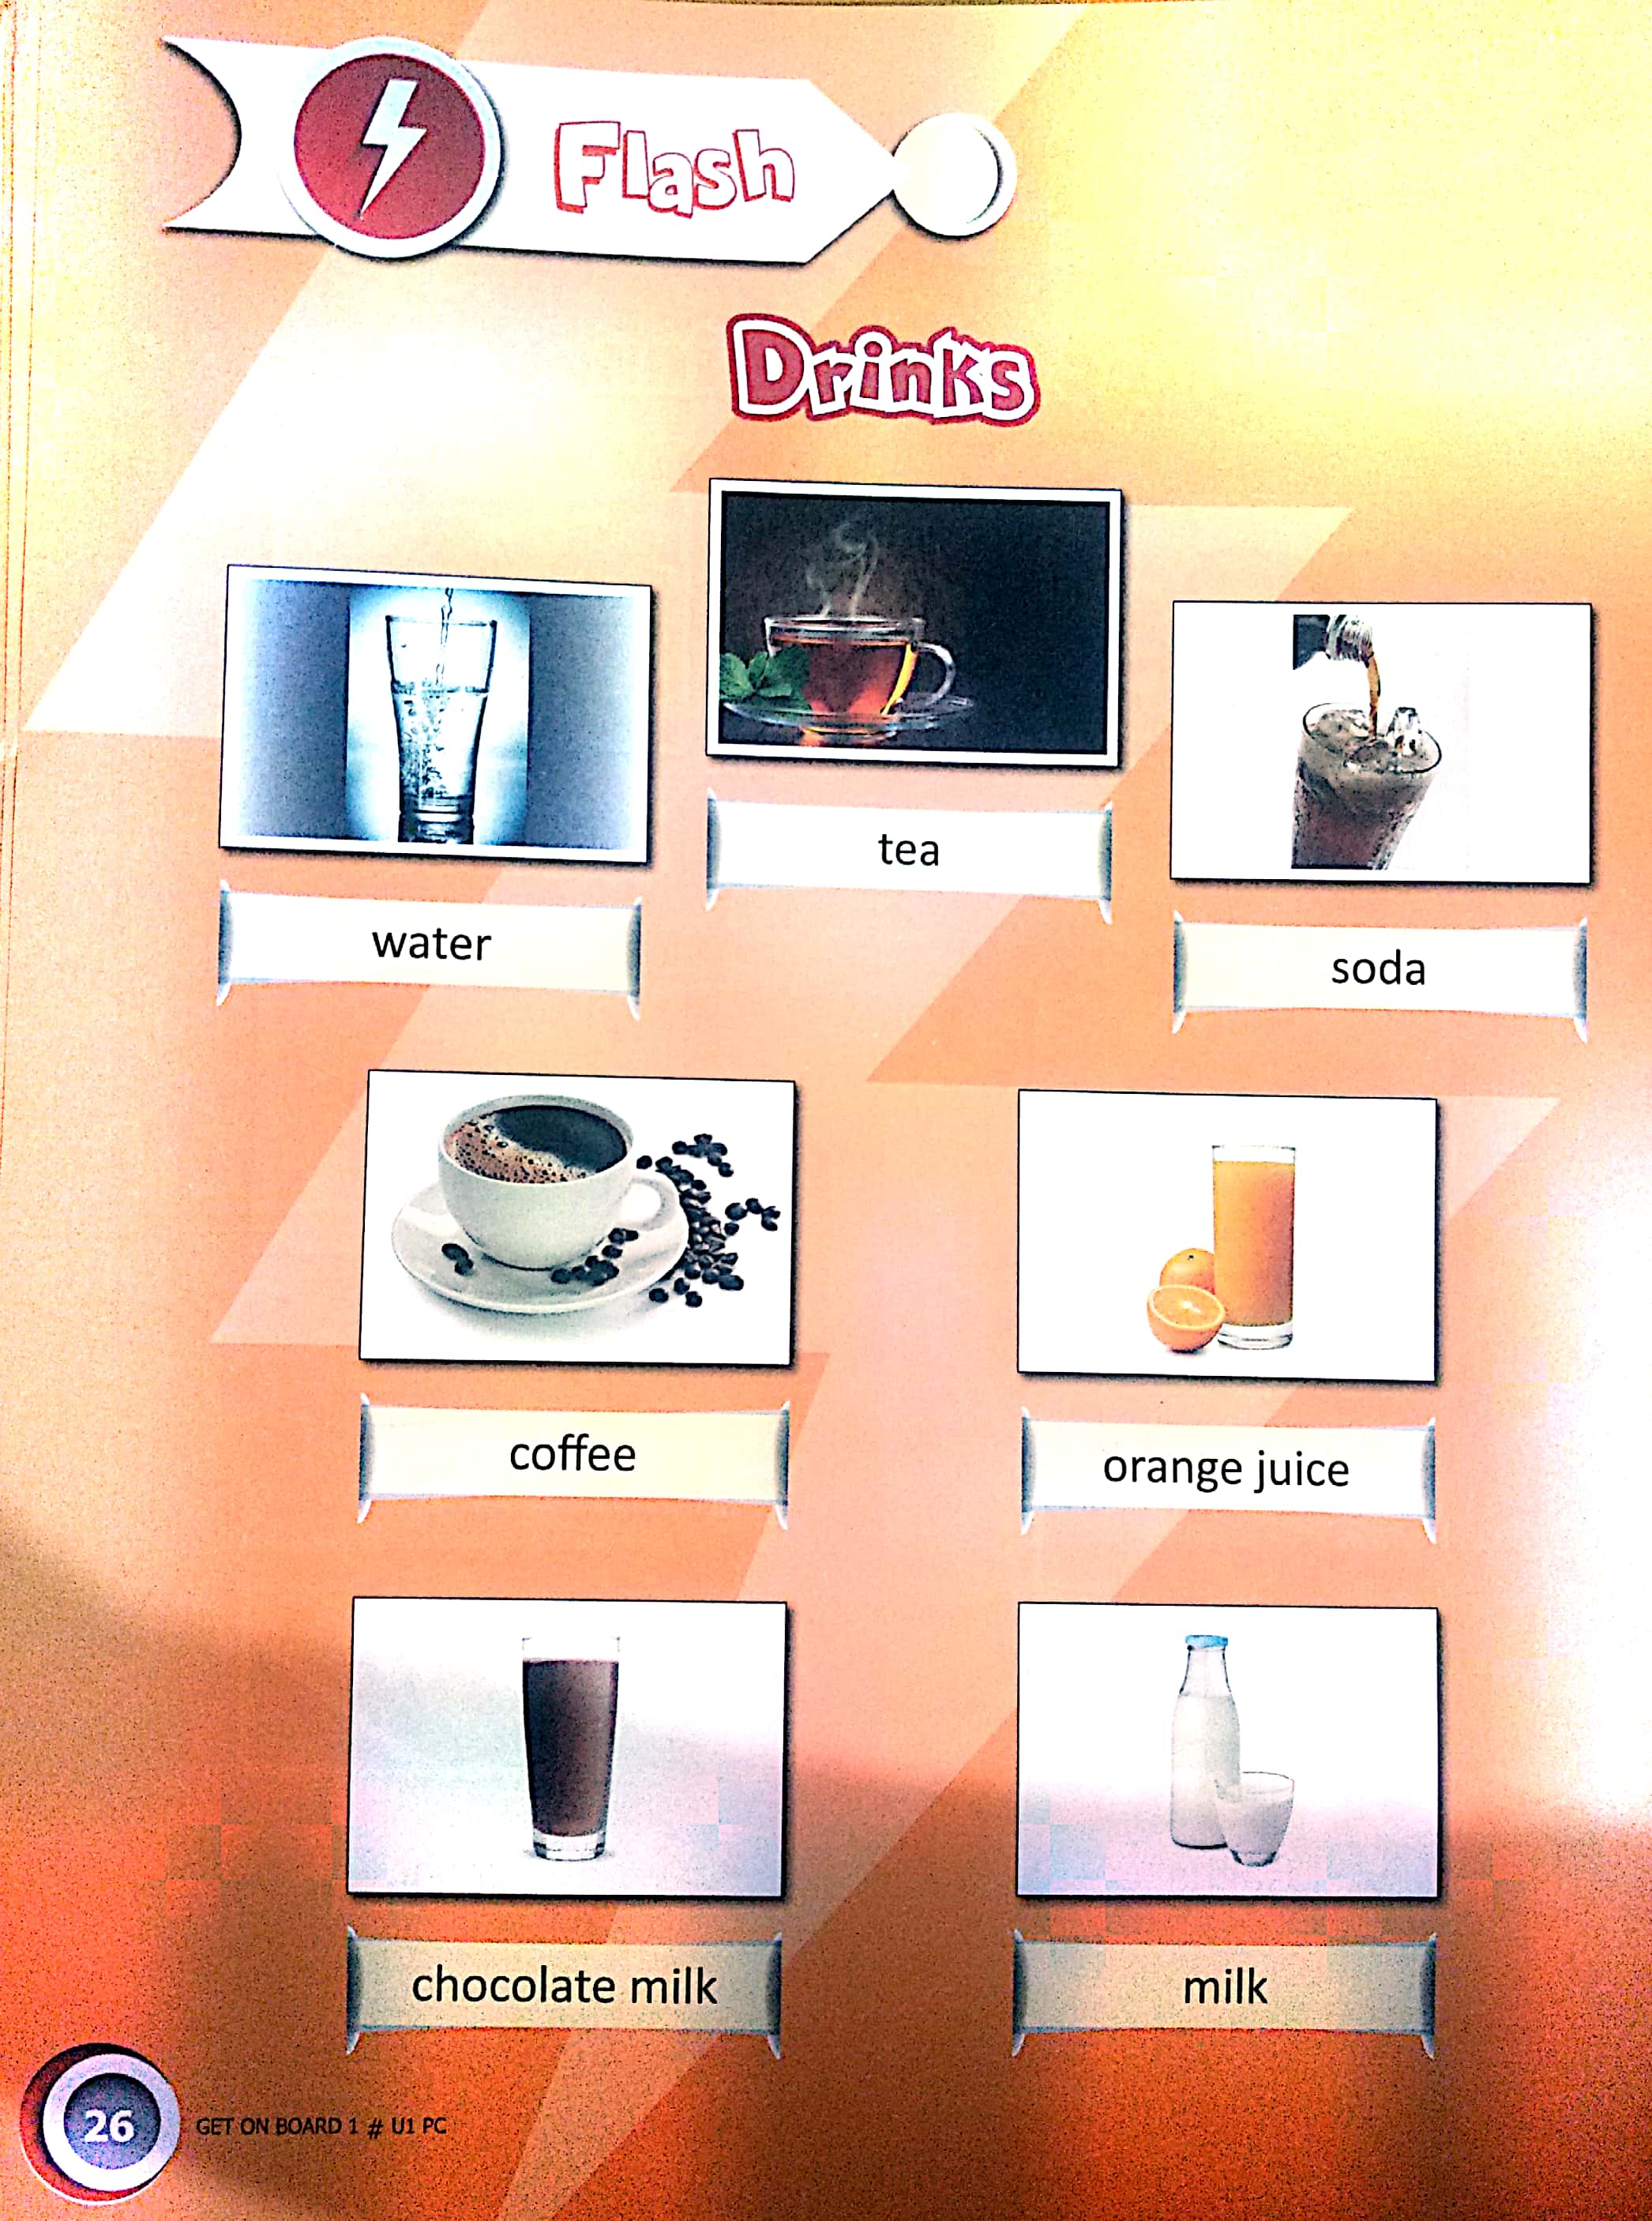 Flash
Drinks
tea
water
soda
coffee
orange juice
chocolate milk
milk
26
GET ON BOARD 1 # U1 PC